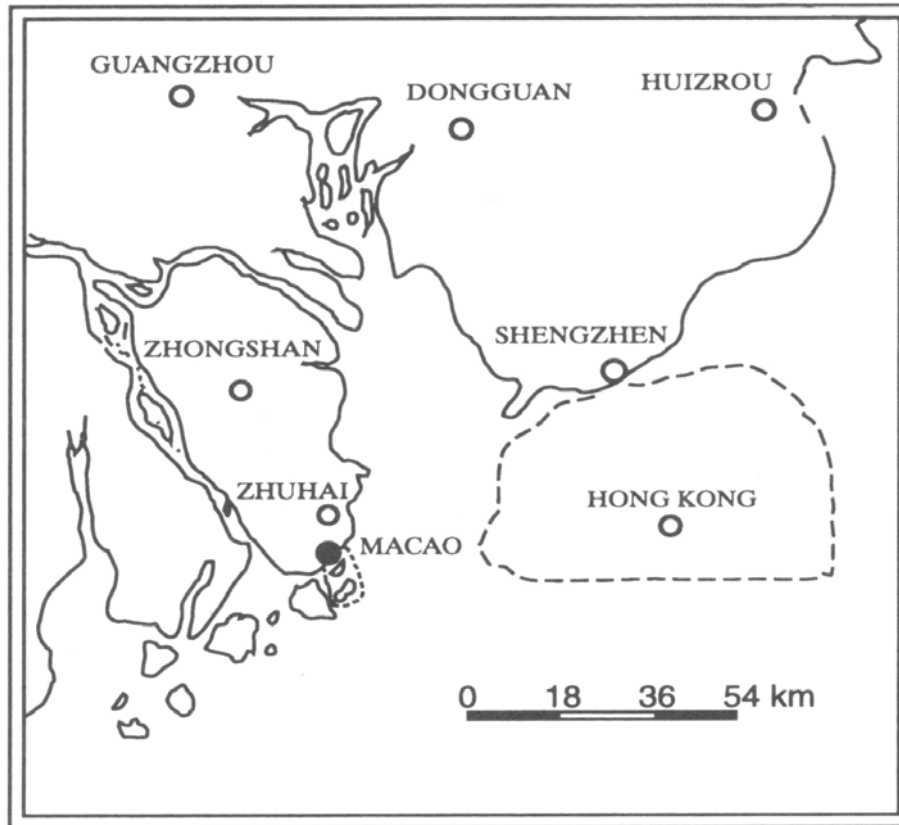 GUANGZHOU
DONGGUAN
HUIZROU
ZHONGSHAN
SHENGZHEN
ZHUHAI
MACAO
HONG KONG
0 18 36 54 km